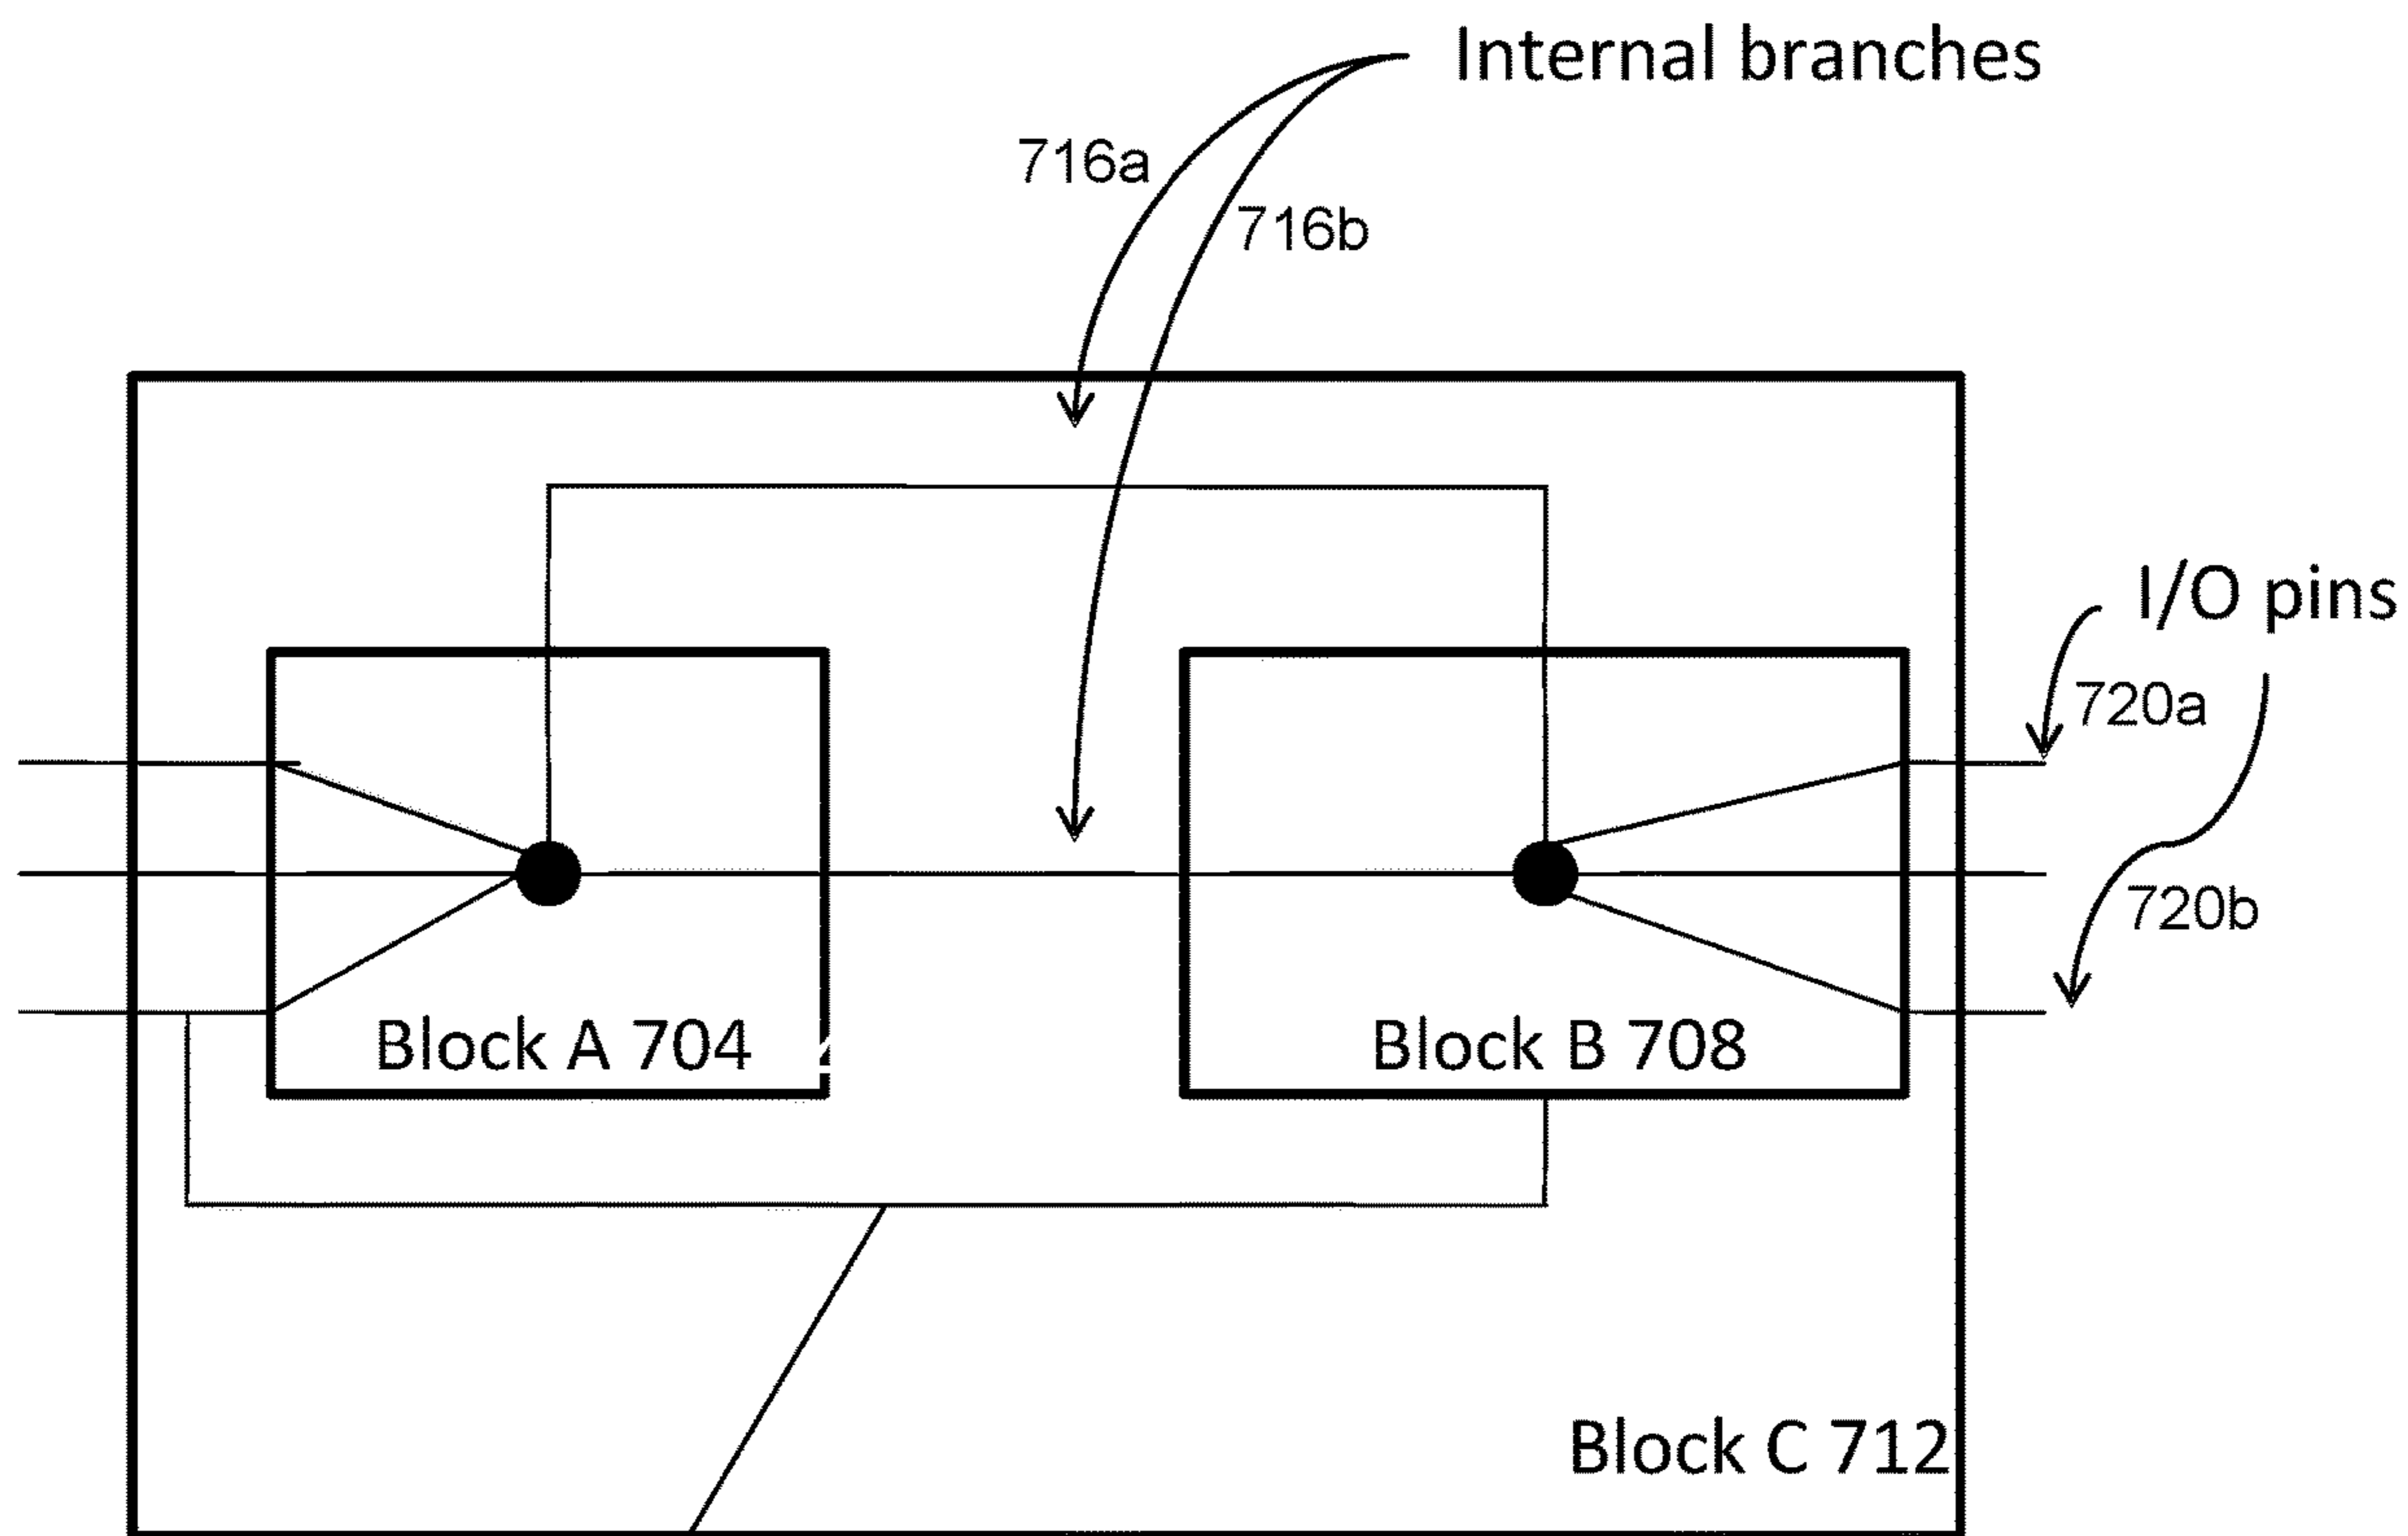 Internal branches
716a
716b
I/O pins
720a
720b
Block A 704
Block B 708
Block C 712